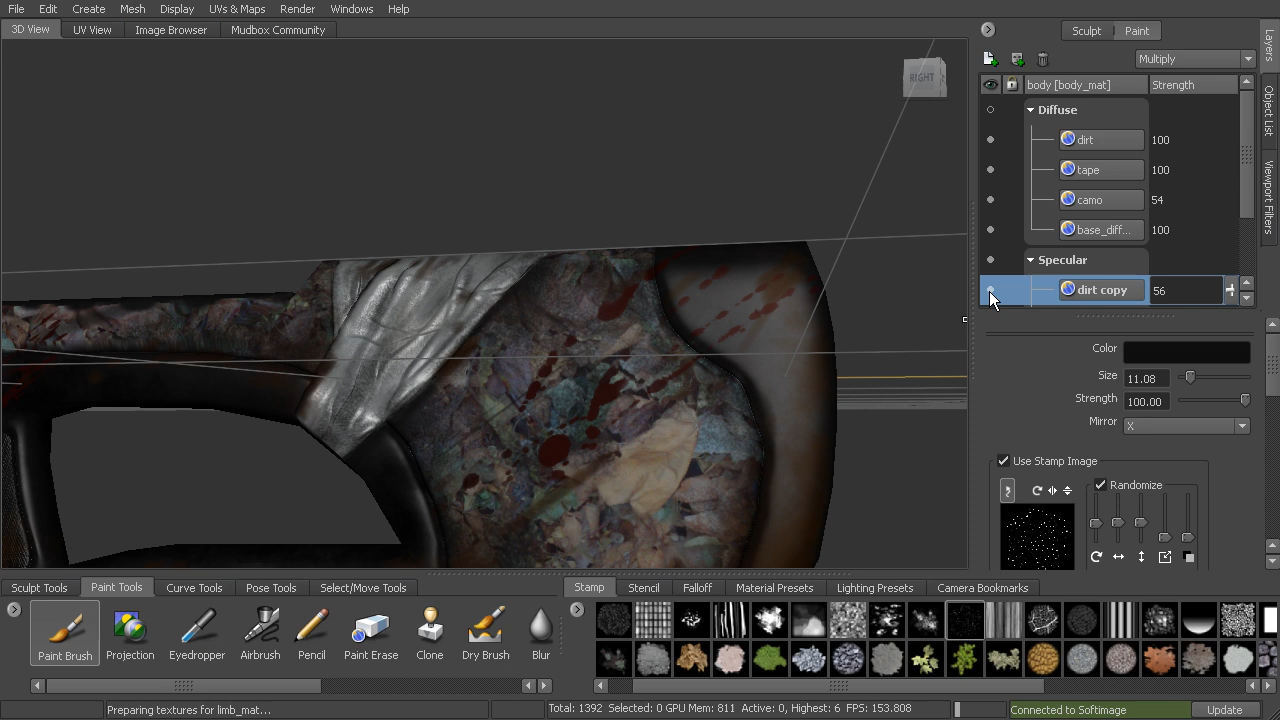 File Edit Create Mesh Display UVs & Maps Render Windows Help
3D View UV View Image Browser Mudbox Community
Sculpt Paint
Layers
Object List
Viewport Filters
RIGHT
Multiply
body [body_mat] Strength
Diffuse
dirt 100
tape 100
camo 54
base_diff... 100
Specular
dirt copy 56
Color
Size 11.08
Strength 100.00
Mirror X
Use Stamp Image
Randomize
Sculpt Tools Paint Tools Curve Tools Pose Tools Select/Move Tools
Stamp Stencil Falloff Material Presets Lighting Presets Camera Bookmarks
Paint Brush Projection Eyedropper Airbrush Pencil Paint Erase Clone Dry Brush Blur
Preparing textures for limb_mat...
Total: 1392 Selected: 0 GPU Mem: 811 Active: 0, Highest: 6 FPS: 153.808
Connected to Softimage
Update